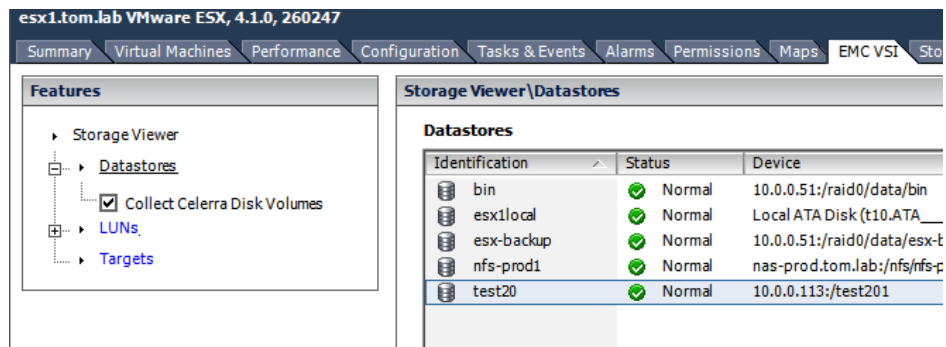 esx1.tom.lab VMware ESX, 4.1.0, 260247
Summary Virtual Machines Performance Configuration Tasks & Events Alarms Permissions Maps EMC VSI Sto
Features
Storage Viewer
Datastores
Collect Celerra Disk Volumes
LUNs
Targets
Storage Viewer\Datastores
Datastores
Identification Status Device
bin Normal 10.0.0.51:/raid0/data/bin
esx1local Normal Local ATA Disk (t10.ATA___
esx-backup Normal 10.0.0.51:/raid0/data/esx-b
nfs-prod1 Normal nas-prod.tom.lab:/nfs/nfs-p
test20 Normal 10.0.0.113:/test201